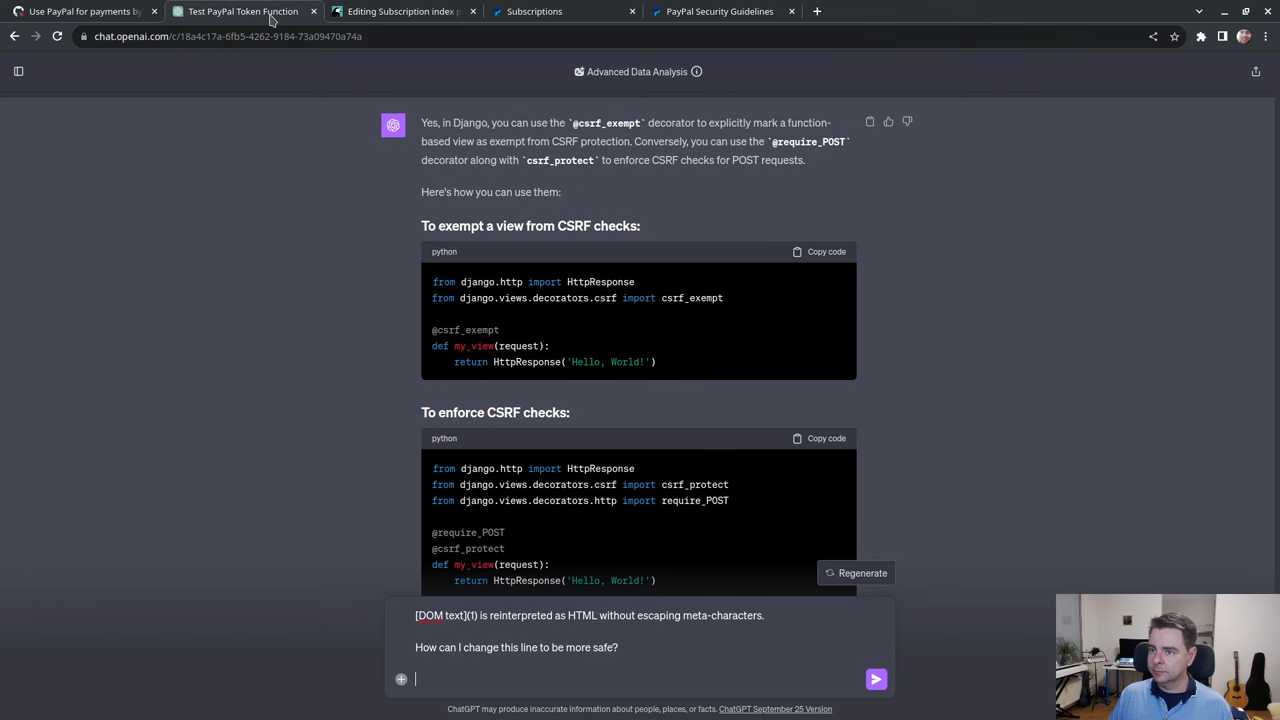 Use PayPal for payments by
Test PayPal Token Function
Editing Subscription index p
Subscriptions
PayPal Security Guidelines
chat.openai.com/c/18a4c17a-6fb5-4262-9184-73a09470a74a
Advanced Data Analysis
Yes, in Django, you can use the `@csrf_exempt` decorator to explicitly mark a function-
based view as exempt from CSRF protection. Conversely, you can use the `@require_POST`
decorator along with `csrf_protect` to enforce CSRF checks for POST requests.
Here's how you can use them:
To exempt a view from CSRF checks:
python
Copy code
from django.http import HttpResponse
from django.views.decorators.csrf import csrf_exempt
@csrf_exempt
def my_view(request):
    return HttpResponse('Hello, World!')
To enforce CSRF checks:
python
Copy code
from django.http import HttpResponse
from django.views.decorators.csrf import csrf_protect
from django.views.decorators.http import require_POST
@require_POST
@csrf_protect
def my_view(request):
    return HttpResponse('Hello, World!')
Regenerate
[DOM text](1) is reinterpreted as HTML without escaping meta-characters.
How can I change this line to be more safe?
ChatGPT may produce inaccurate information about people, places, or facts. ChatGPT September 25 Version